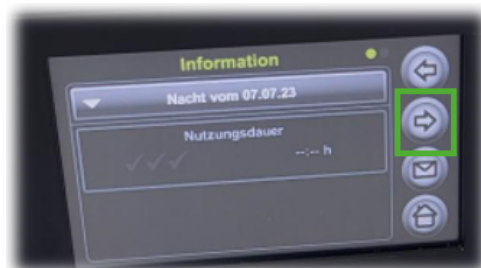 Information
Nacht vom 07.07.23
Nutzungsdauer
--:-- h